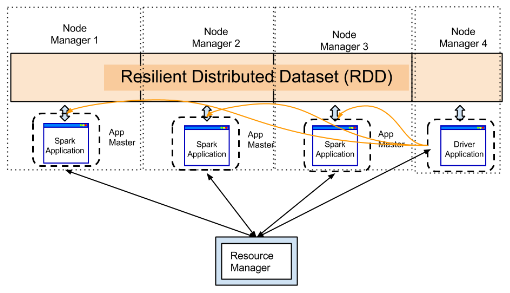 Node
Manager 1
Node
Manager 2
Node
Manager 3
Node
Manager 4
Resilient Distributed Dataset (RDD)
Spark
Application
App
Master
Spark
Application
App
Master
Spark
Application
App
Master
Driver
Application
Resource
Manager